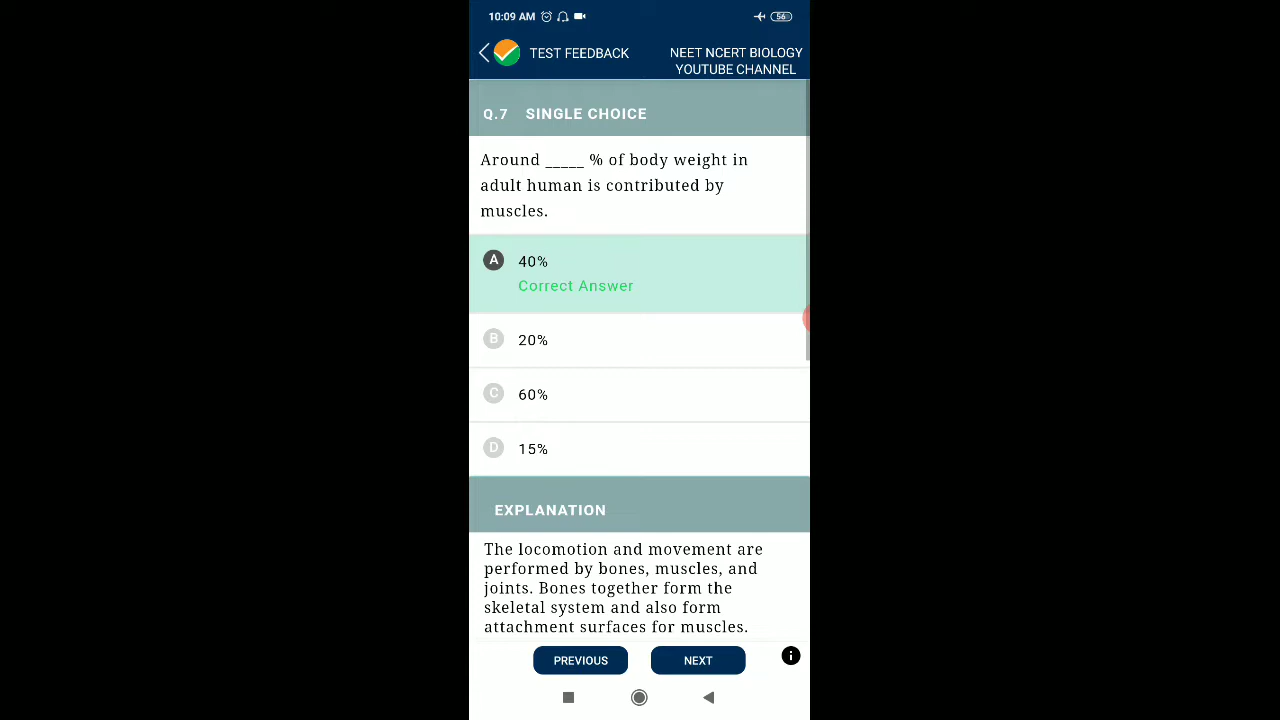 10:09 AM 56
TEST FEEDBACK
NEET NCERT BIOLOGY
YOUTUBE CHANNEL
Q.7 SINGLE CHOICE
Around _____ % of body weight in
adult human is contributed by
muscles.
A 40%
Correct Answer
B 20%
C 60%
D 15%
EXPLANATION
The locomotion and movement are
performed by bones, muscles, and
joints. Bones together form the
skeletal system and also form
attachment surfaces for muscles.
PREVIOUS NEXT